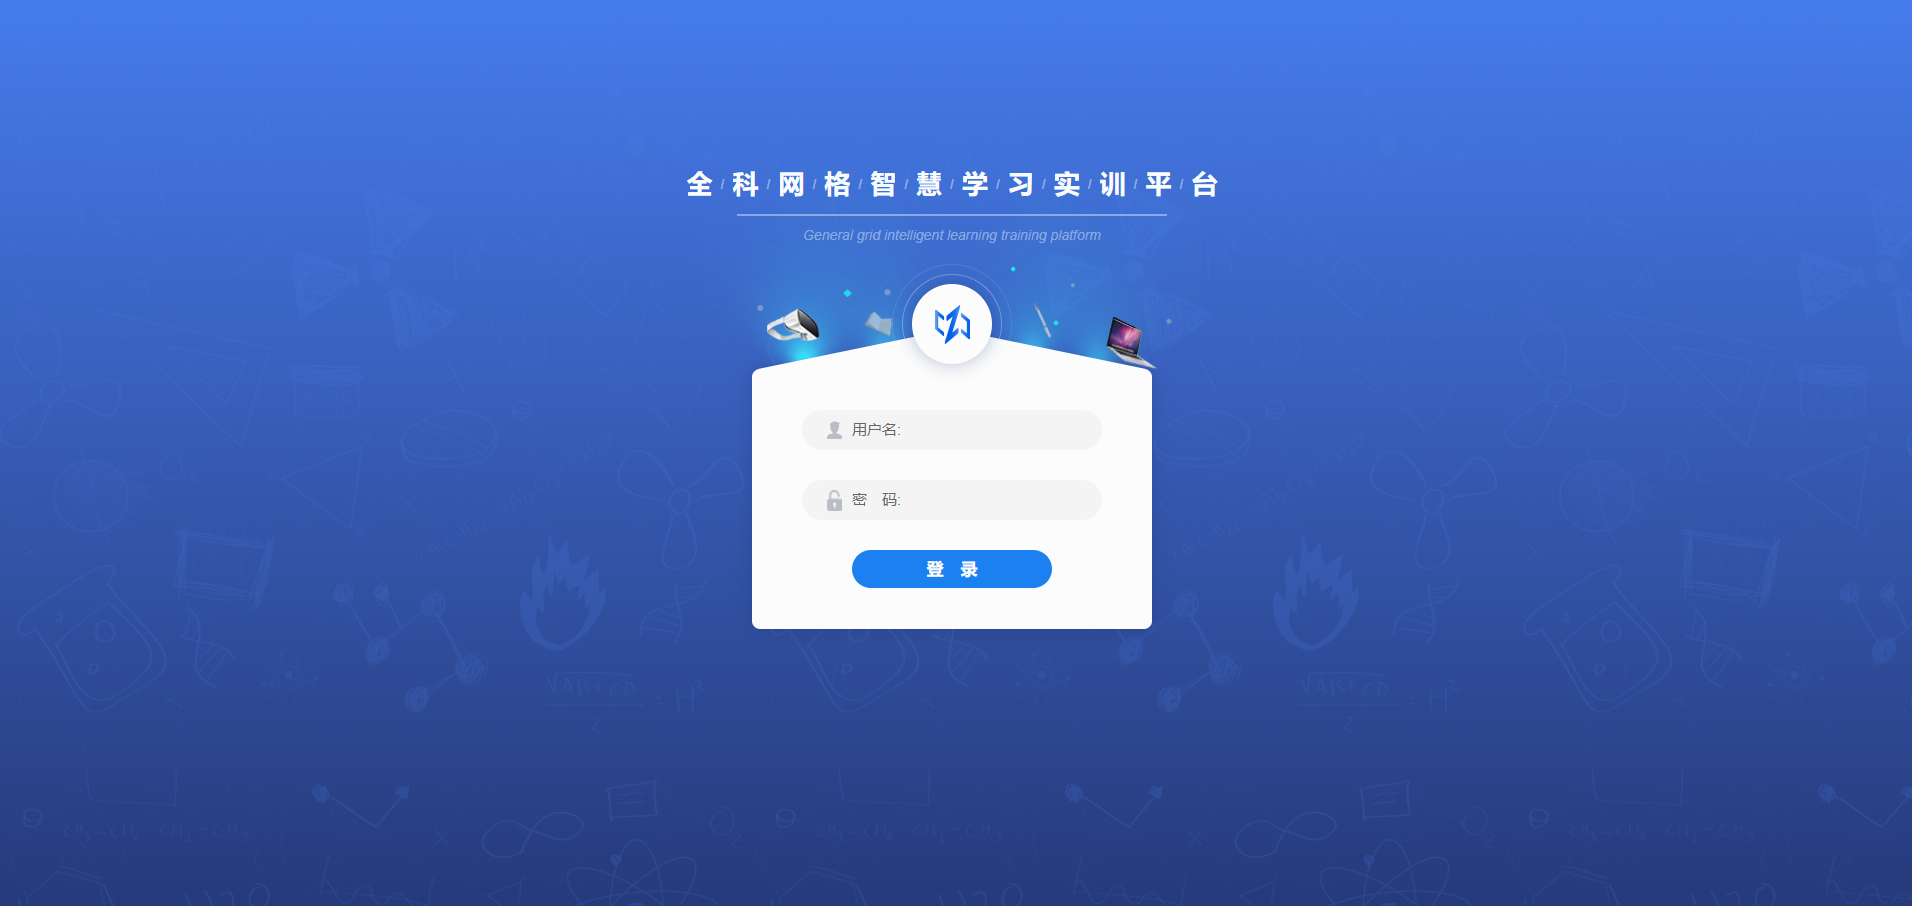 全 / 科 / 网 / 格 / 智 / 慧 / 学 / 习 / 实 / 训 / 平 / 台
General grid intelligent learning training platform
用户名:
密 码:
登 录